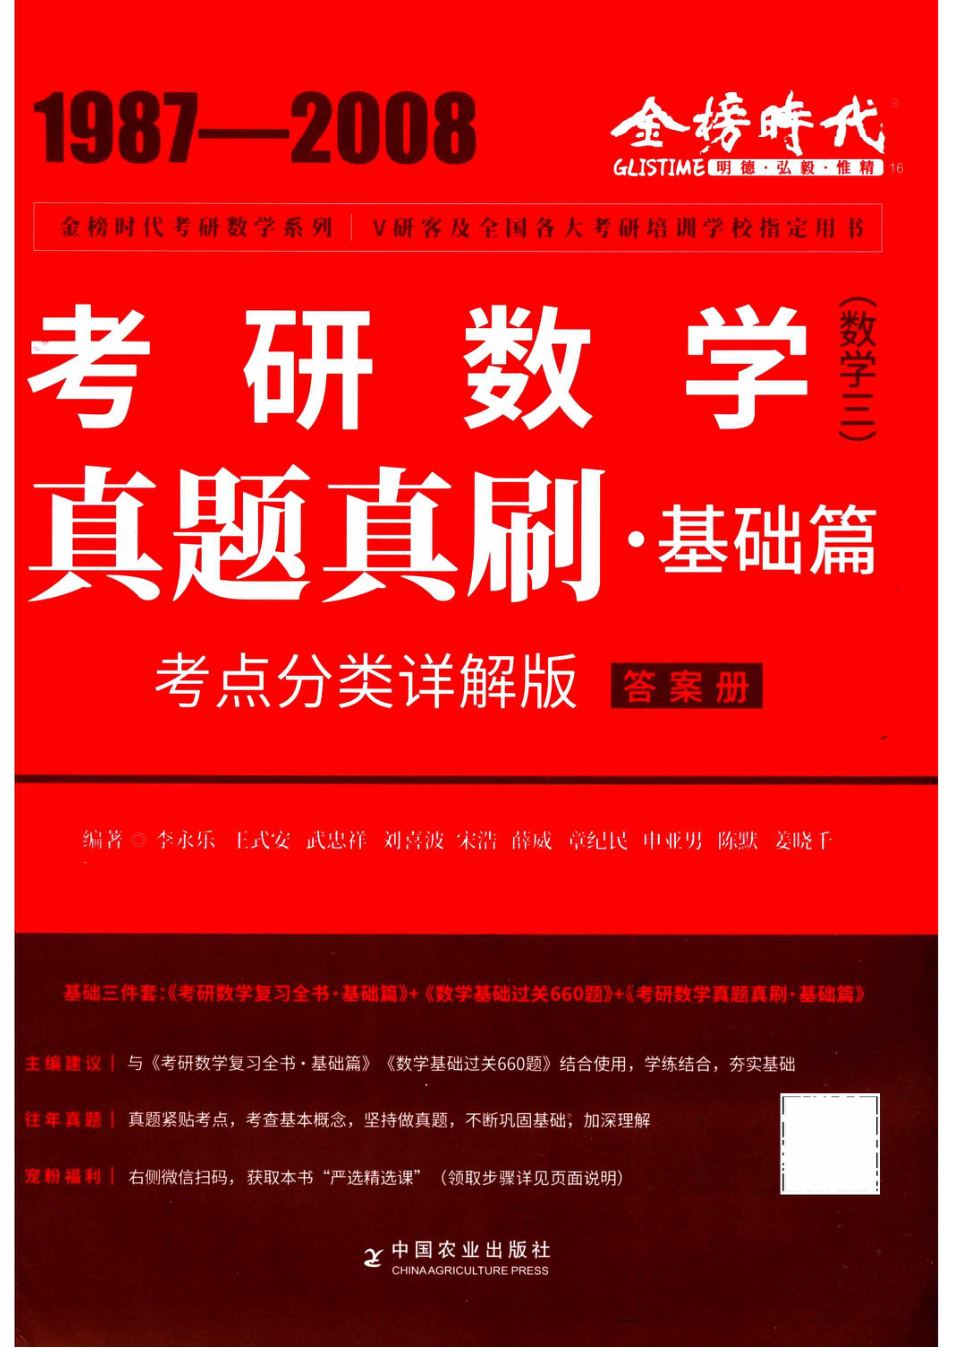 1987—2008
金榜時代
GLISTIME 明德·弘毅·惟精 16
金榜时代考研数学系列 | V研客及全国各大考研培训学校指定用书
考研数学(数学三)
真题真刷·基础篇
考点分类详解版 答案册
编著◎李永乐 王式安 武忠祥 刘喜波 宋浩 薛威 章纪民 申亚男 陈默 姜晓千
基础三件套:《考研数学复习全书·基础篇》+《数学基础过关660题》+《考研数学真题真刷·基础篇》
主编建议 | 与《考研数学复习全书·基础篇》《数学基础过关660题》结合使用，学练结合，夯实基础
往年真题 | 真题紧贴考点，考查基本概念，坚持做真题，不断巩固基础，加深理解
宠粉福利 | 右侧微信扫码，获取本书“严选精选课”（领取步骤详见页面说明）
中国农业出版社
CHINA AGRICULTURE PRESS